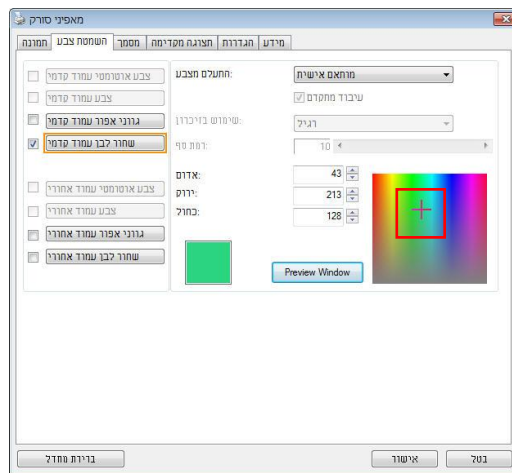 מאפיני סורק
תמונה השמטת צבע מסמך תצוגה מקדימה הגדרות מידע
צבע אוטומטי עמוד קדמי
צבע עמוד קדמי
גווני אפור עמוד קדמי
שחור לבן עמוד קדמי
צבע אוטומטי עמוד אחורי
צבע עמוד אחורי
גווני אפור עמוד אחורי
שחור לבן עמוד אחורי
התעלם מצבע:
מותאם אישית
עיבוד מתקדם
שימוש בזיכרון:
רגיל
רמת סף:
10
אדום
43
ירוק:
213
כחול:
128
Preview Window
ברירת מחדל
אישור
בטל